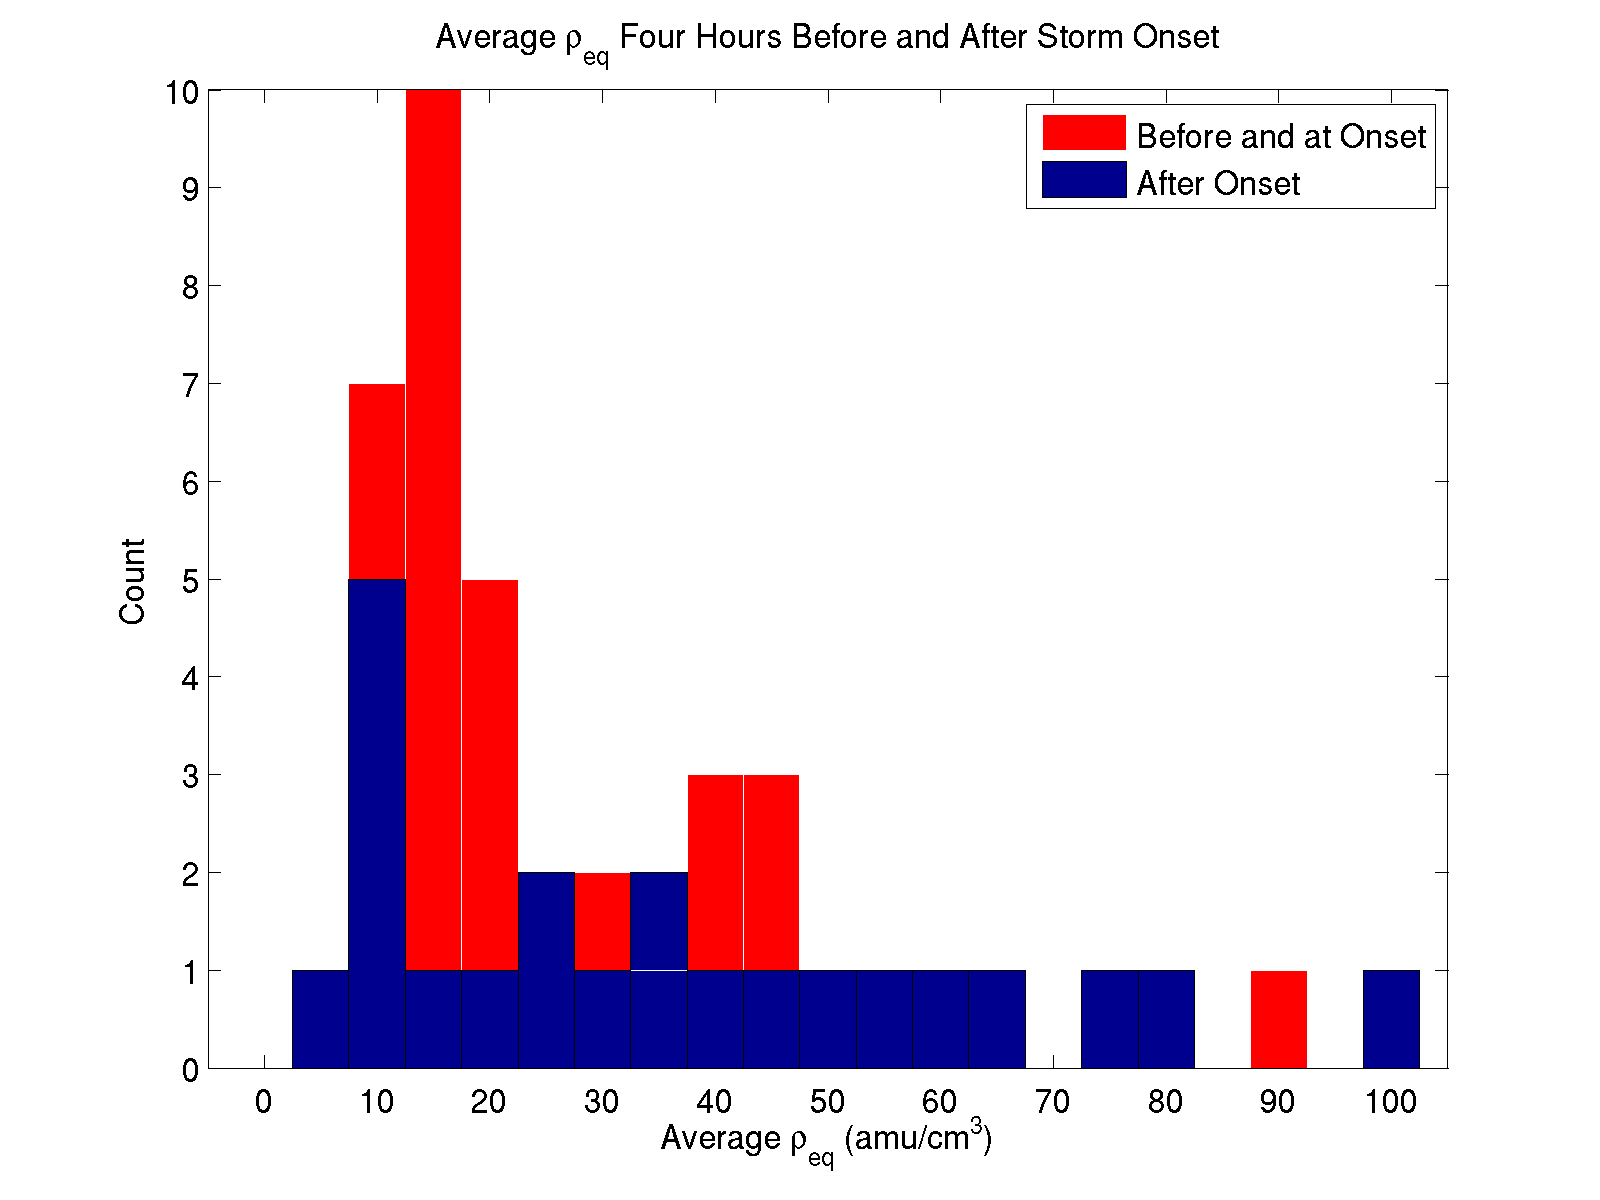 Average ρeq Four Hours Before and After Storm Onset
10
9
8
7
6
5
4
3
2
1
0
Count
Before and at Onset
After Onset
0 10 20 30 40 50 60 70 80 90 100
Average ρeq (amu/cm³)